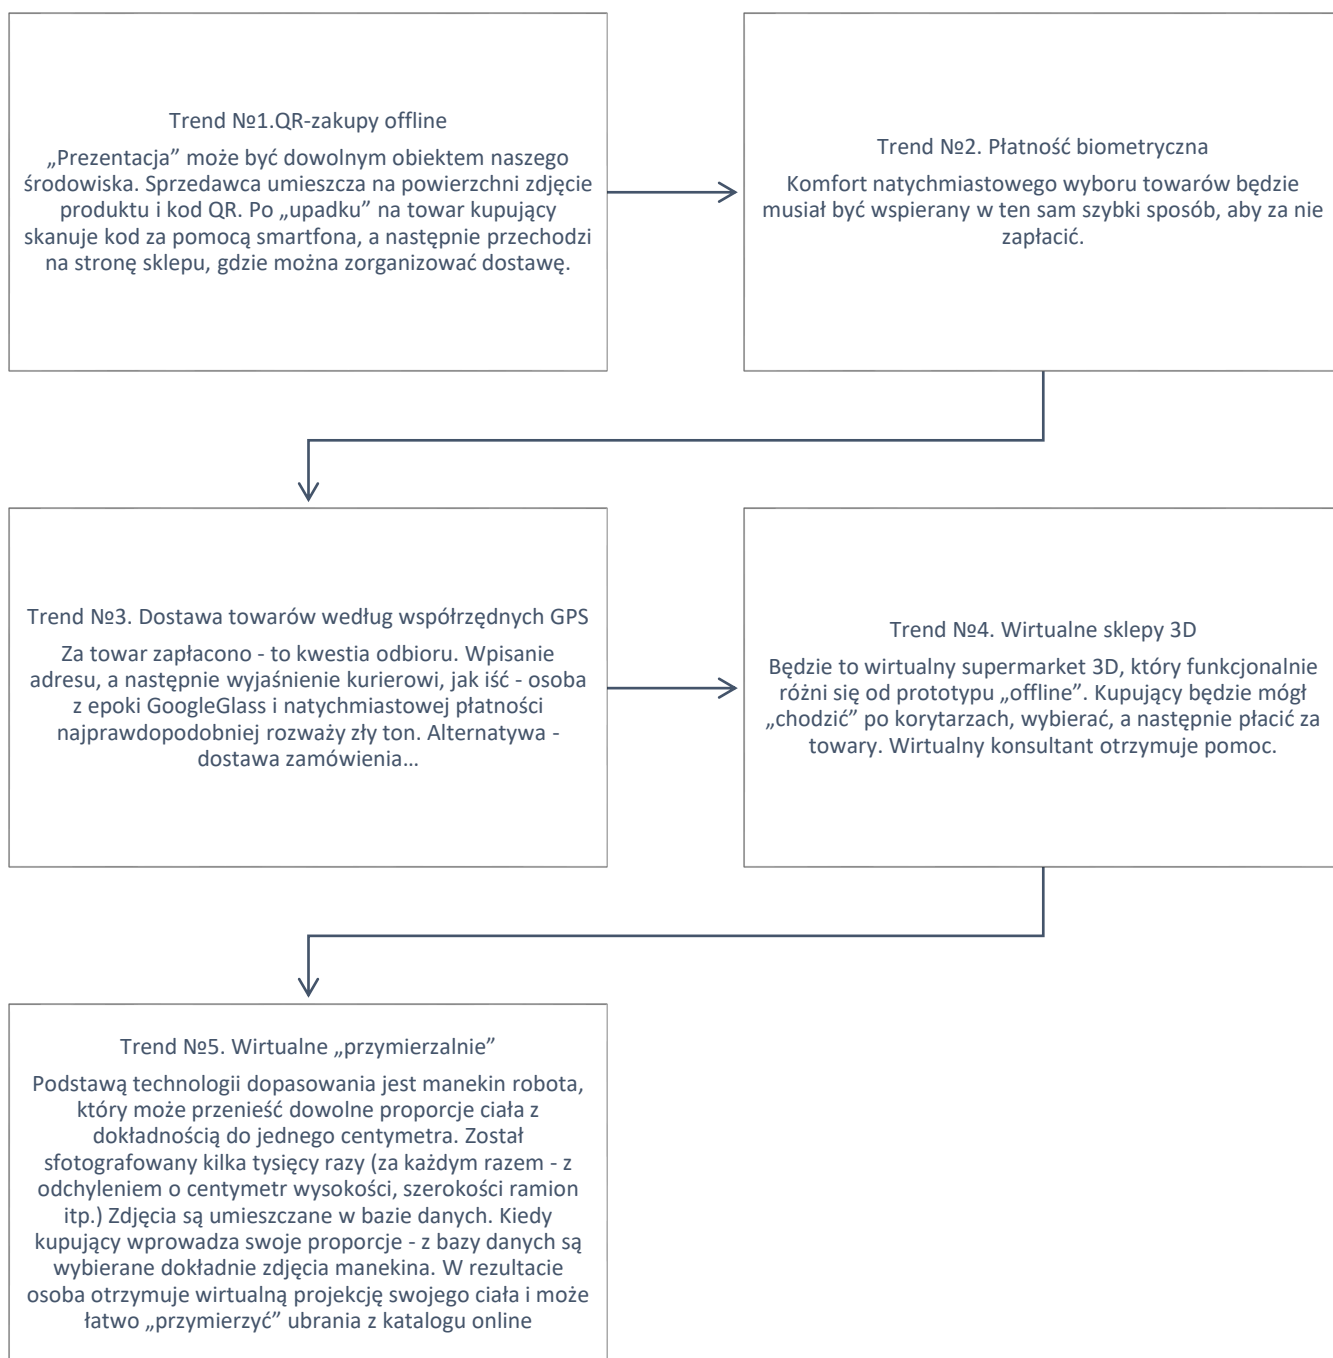 Trend №1.QR-zakupy offline
„Prezentacja” może być dowolnym obiektem naszego
środowiska. Sprzedawca umieszcza na powierzchni zdjęcie
produktu i kod QR. Po „upadku” na towar kupujący
skanuje kod za pomocą smartfona, a następnie przechodzi
na stronę sklepu, gdzie można zorganizować dostawę.
Trend №2. Płatność biometryczna
Komfort natychmiastowego wyboru towarów będzie
musiał być wspierany w ten sam szybki sposób, aby za nie
zapłacić.
Trend №3. Dostawa towarów według współrzędnych GPS
Za towar zapłacono - to kwestia odbioru. Wpisanie
adresu, a następnie wyjaśnienie kurierowi, jak iść - osoba
z epoki GoogleGlass i natychmiastowej płatności
najprawdopodobniej rozważy zły ton. Alternatywa -
dostawa zamówienia…
Trend №4. Wirtualne sklepy 3D
Będzie to wirtualny supermarket 3D, który funkcjonalnie
różni się od prototypu „offline”. Kupujący będzie mógł
„chodzić” po korytarzach, wybierać, a następnie płacić za
towary. Wirtualny konsultant otrzymuje pomoc.
Trend №5. Wirtualne „przymierzalnie”
Podstawą technologii dopasowania jest manekin robota,
który może przenieść dowolne proporcje ciała z
dokładnością do jednego centymetra. Został
sfotografowany kilka tysięcy razy (za każdym razem - z
odchyleniem o centymetr wysokości, szerokości ramion
itp.) Zdjęcia są umieszczane w bazie danych. Kiedy
kupujący wprowadza swoje proporcje - z bazy danych są
wybierane dokładnie zdjęcia manekina. W rezultacie
osoba otrzymuje wirtualną projekcję swojego ciała i może
łatwo „przymierzyć” ubrania z katalogu online